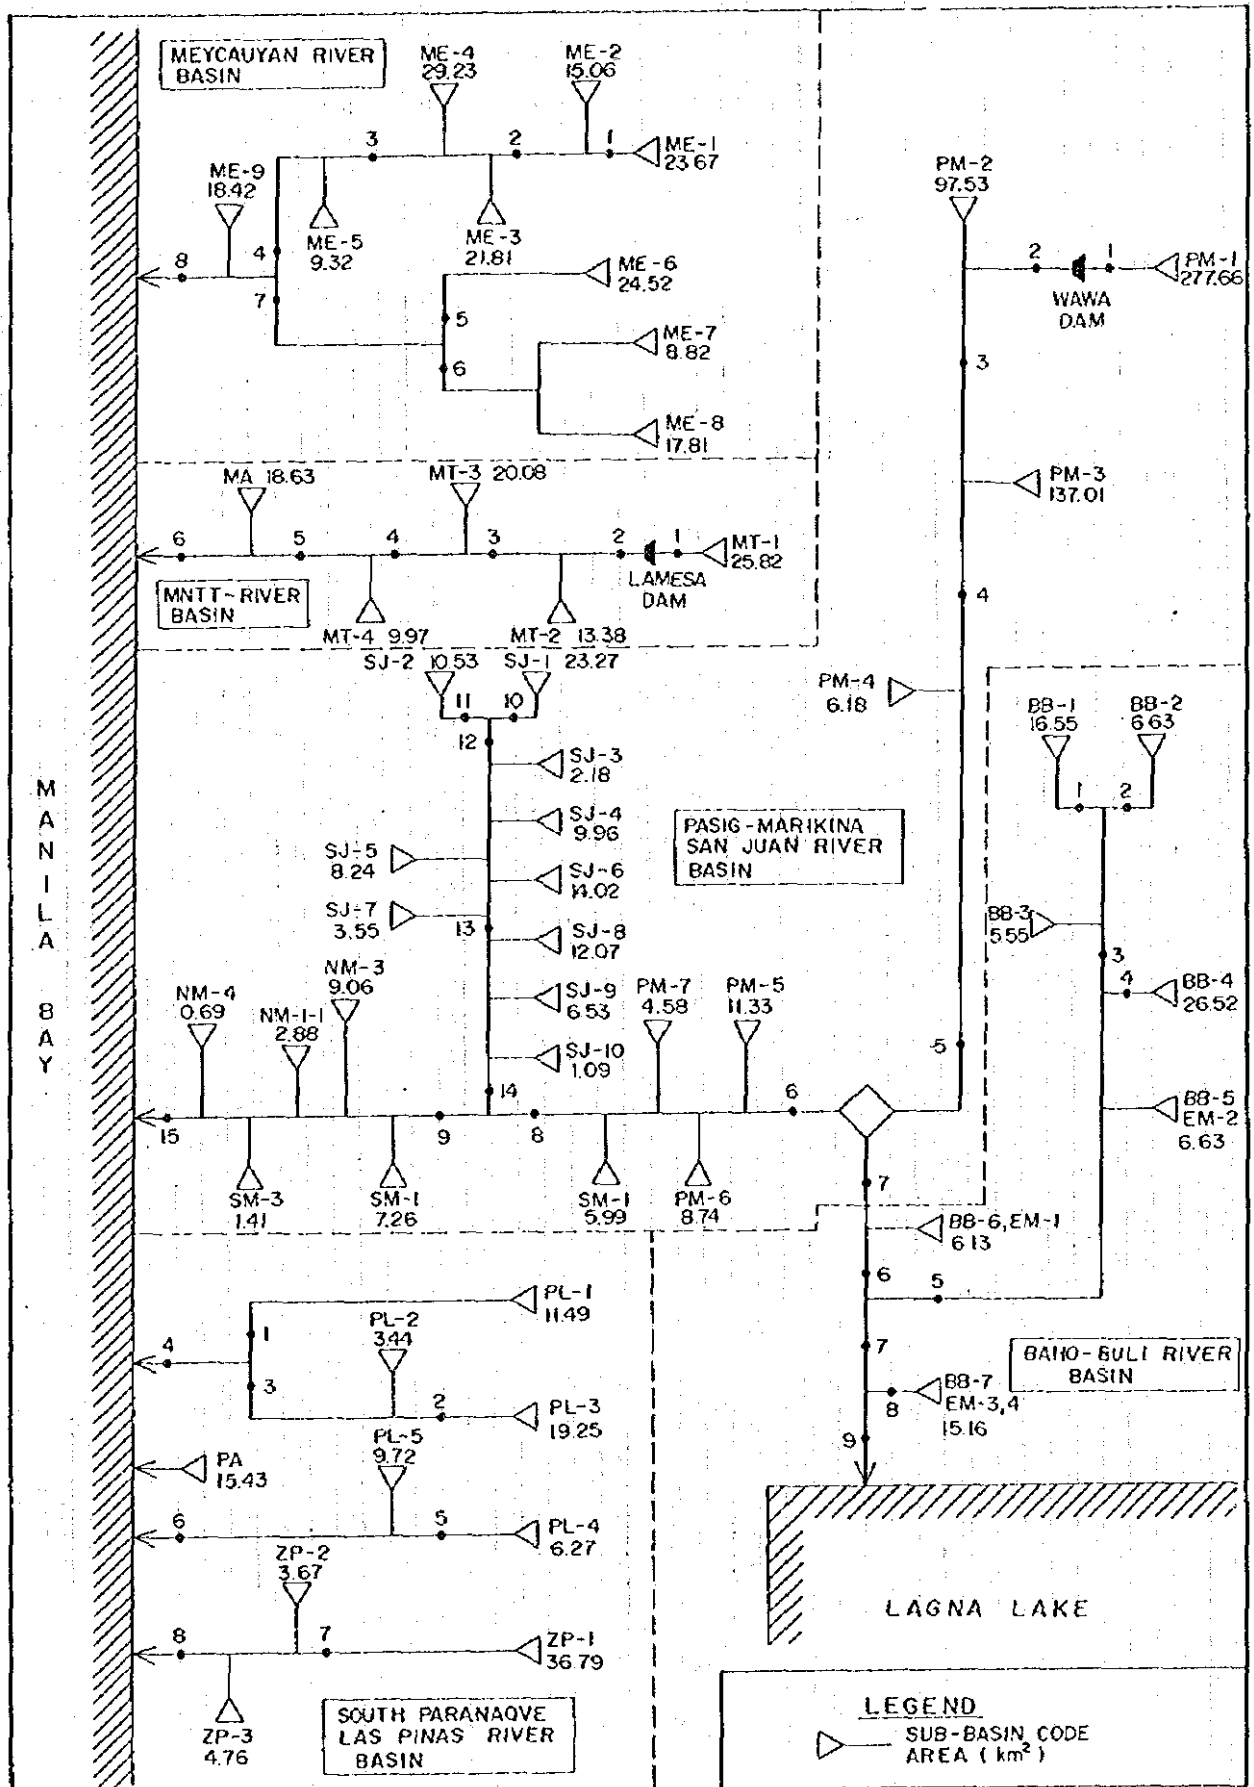 MEYCAUYAN RIVER
BASIN
ME-4
29.23
ME-2
15.06
3
2
1
ME-1
23.67
ME-9
18.42
ME-5
9.32
ME-3
21.81
4
8
7
ME-6
24.52
5
ME-7
8.82
6
ME-8
17.81
PM-2
97.53
2
1
PM-1
277.66
WAWA
DAM
3
PM-3
137.01
4
MA 18.63
MT-3 20.08
6
5
4
3
2
1
MT-1
25.82
LAMESA
DAM
MNTT-RIVER
BASIN
MT-4 9.97
MT-2 13.38
SJ-2 10.53
SJ-1 23.27
11
10
12
SJ-3
2.18
SJ-4
9.96
SJ-5
8.24
SJ-6
14.02
SJ-7
3.55
13
SJ-8
12.07
SJ-9
6.53
SJ-10
1.09
14
PASIG-MARIKINA
SAN JUAN RIVER
BASIN
PM-4
6.18
BB-1
16.55
BB-2
6.63
1
2
BB-3
5.55
3
4
BB-4
26.52
BB-5
EM-2
6.63
MANILA BAY
NM-4
0.69
NM-1-1
2.88
NM-3
9.06
PM-7
4.58
PM-5
11.33
5
6
15
9
8
SM-3
1.41
SM-1
7.26
SM-1
5.99
PM-6
8.74
7
BB-6, EM-1
6.13
6
5
7
BAHO-BULI RIVER
BASIN
BB-7
EM-3,4
15.16
8
9
PL-1
11.49
PL-2
3.44
4
1
3
2
PL-3
19.25
PL-5
9.72
PA
15.43
6
5
PL-4
6.27
ZP-2
3.67
8
7
ZP-1
36.79
ZP-3
4.76
SOUTH PARANAQVE
LAS PINAS RIVER
BASIN
LAGNA LAKE
LEGEND
SUB-BASIN CODE
AREA (km²)